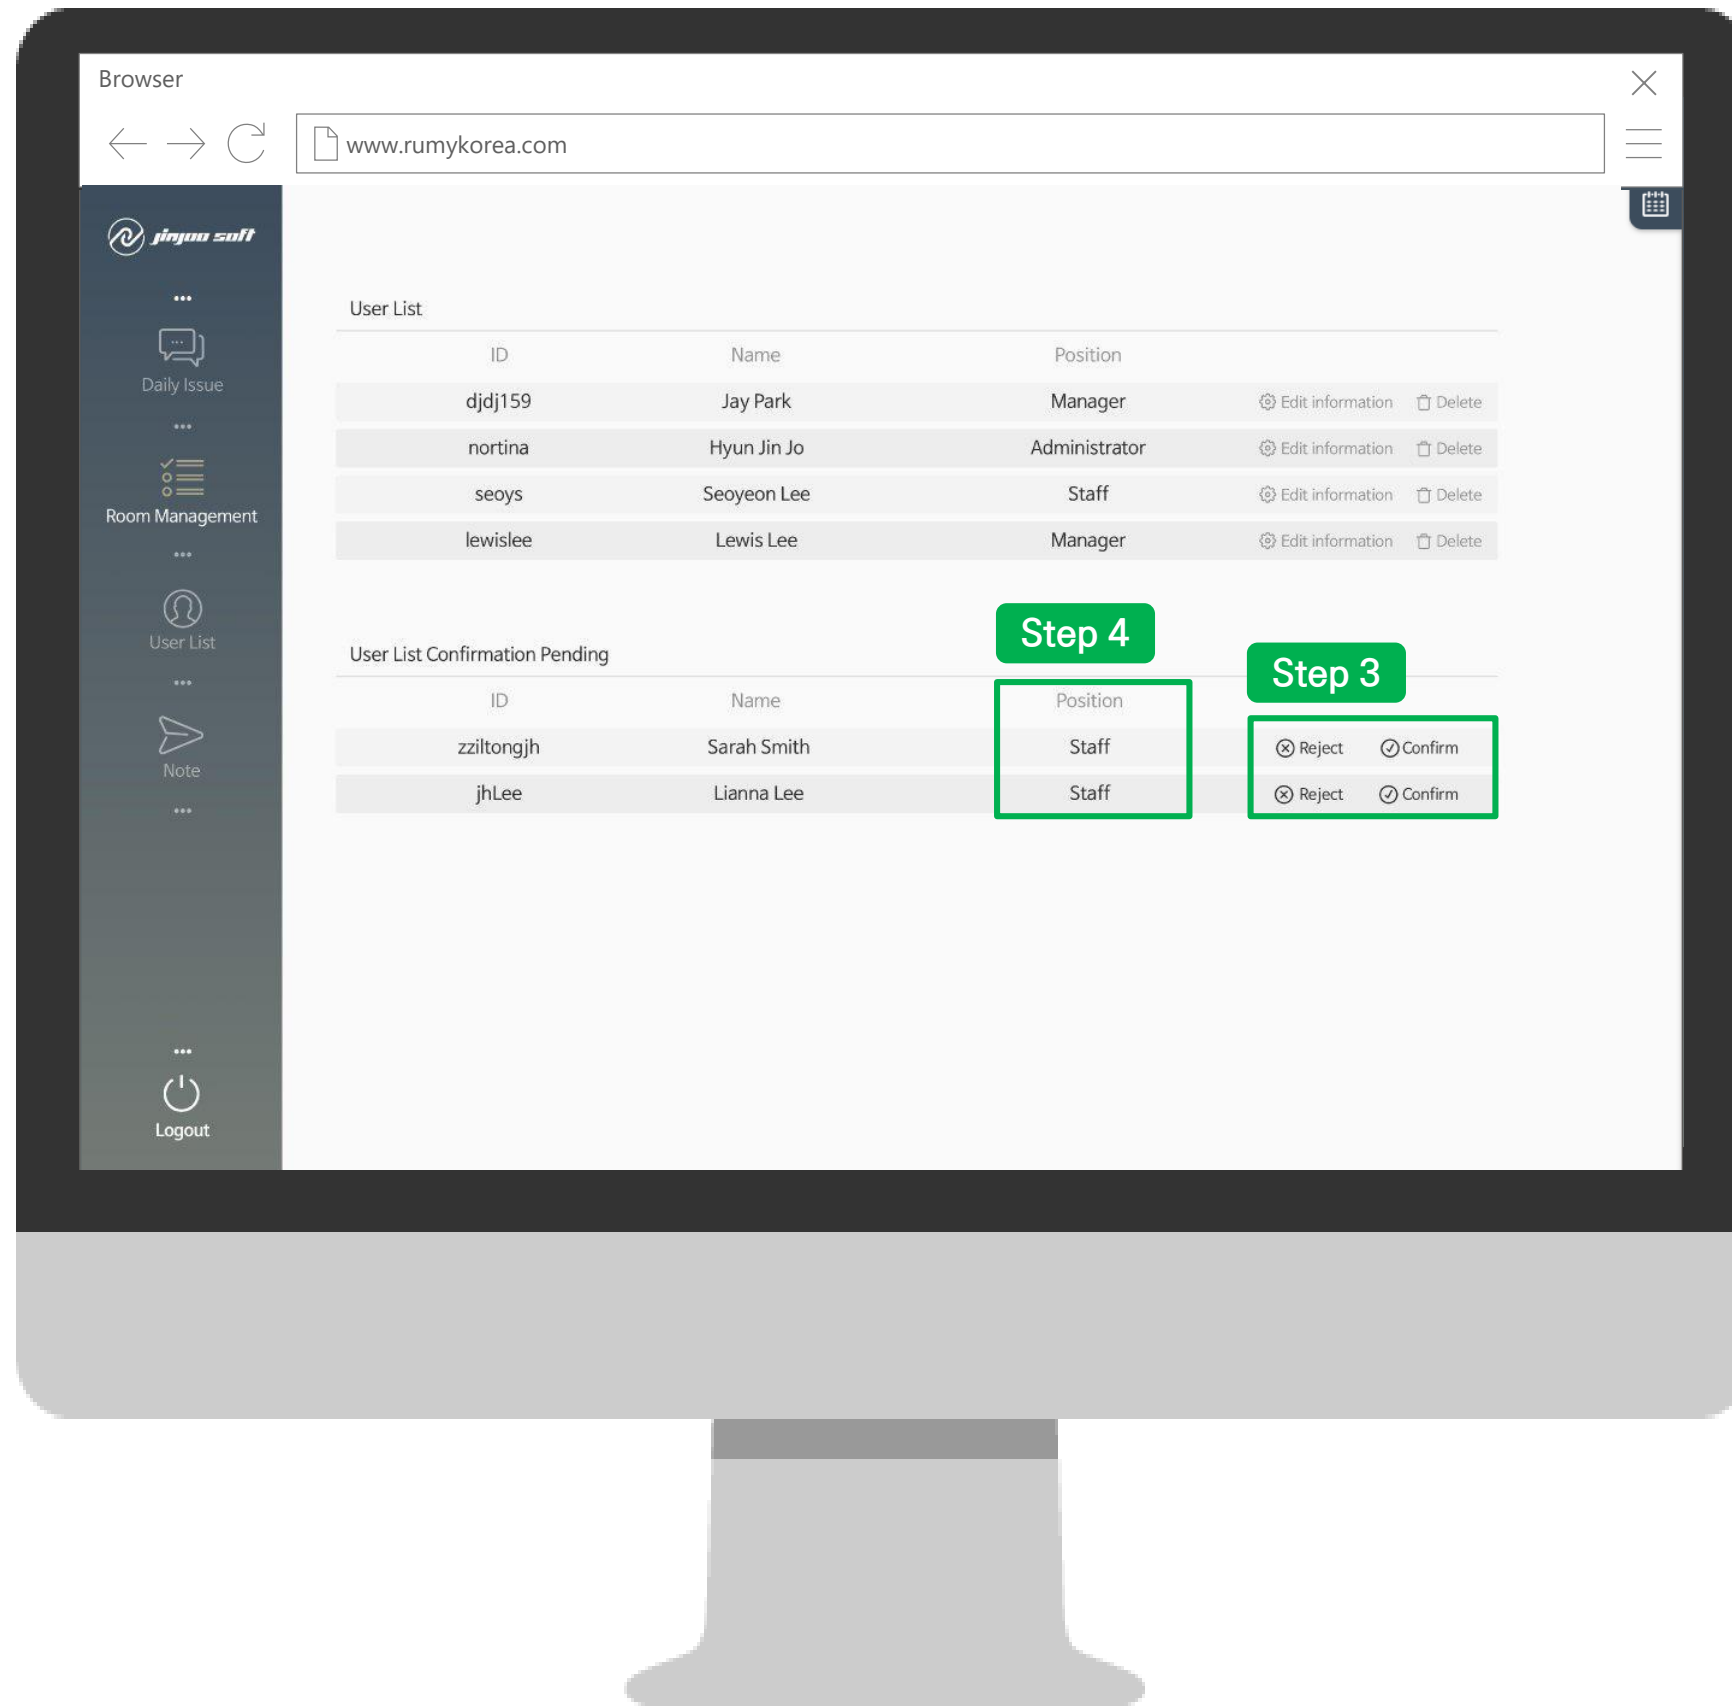 Browser
www.rumykorea.com
jinjoo soft
Daily Issue
Room Management
User List
Note
Logout
User List
ID Name Position
djdj159 Jay Park Manager Edit information Delete
nortina Hyun Jin Jo Administrator Edit information Delete
seoys Seoyeon Lee Staff Edit information Delete
lewislee Lewis Lee Manager Edit information Delete
Step 4
Step 3
User List Confirmation Pending
ID Name Position
zziltongjh Sarah Smith Staff Reject Confirm
jhLee Lianna Lee Staff Reject Confirm